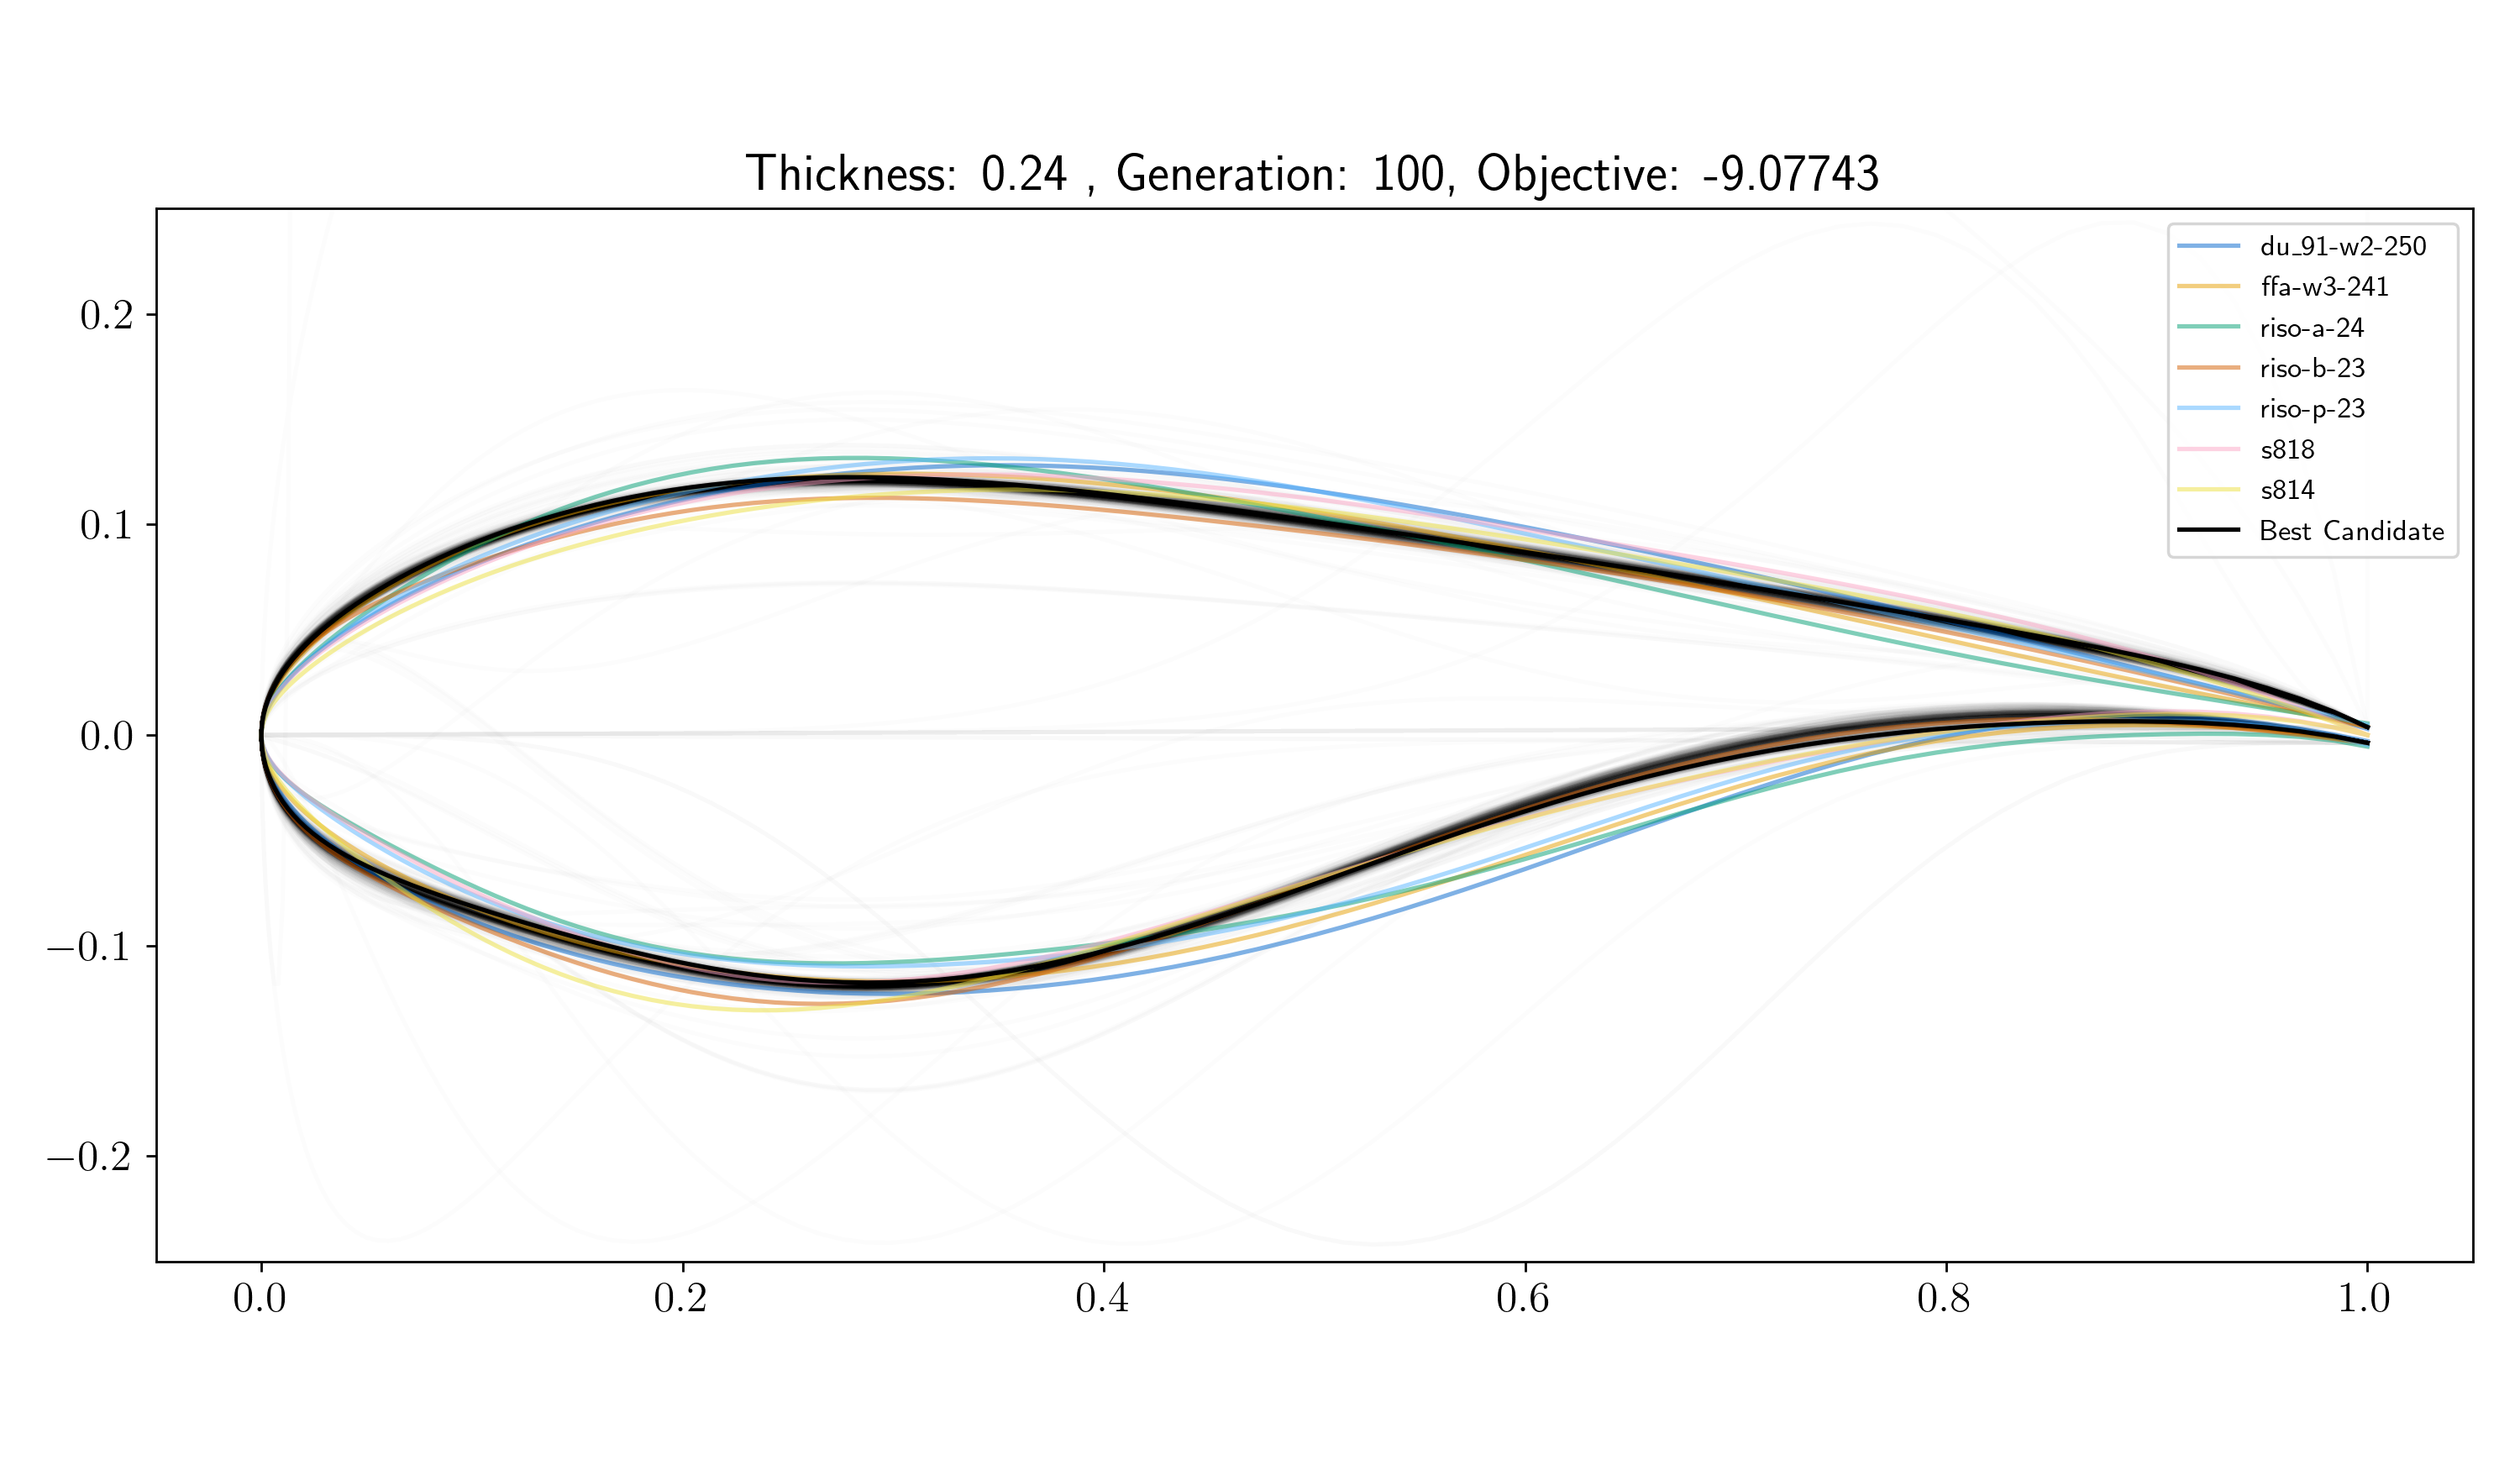 Thickness: 0.24 , Generation: 100, Objective: -9.07743
du_91-w2-250
ffa-w3-241
riso-a-24
riso-b-23
riso-p-23
s818
s814
Best Candidate
0.2
0.1
0.0
−0.1
−0.2
0.0 0.2 0.4 0.6 0.8 1.0